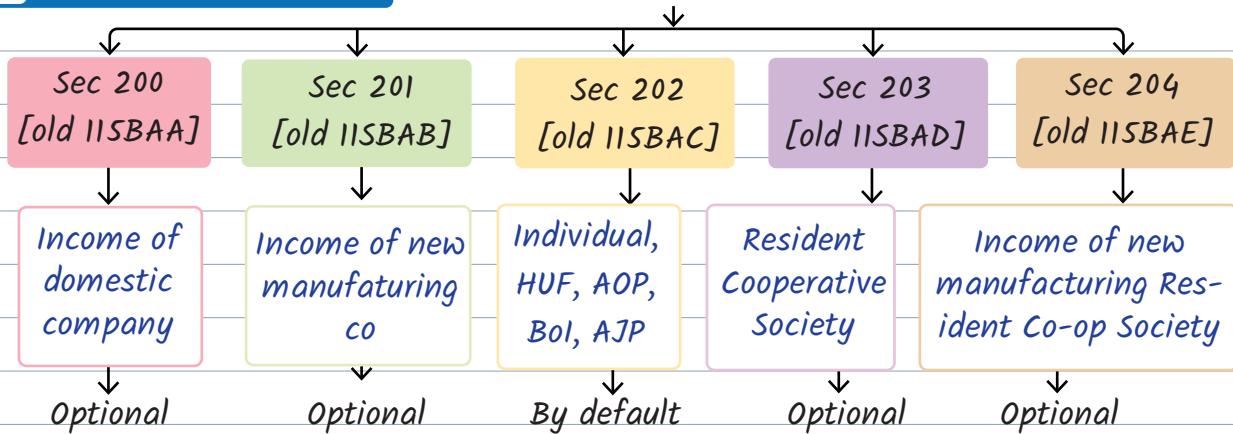 Sec 200
[old 115BAA]
Sec 201
[old 115BAB]
Sec 202
[old 115BAC]
Sec 203
[old 115BAD]
Sec 204
[old 115BAE]
Income of
domestic
company
Income of new
manufaturing
co
Individual,
HUF, AOP,
BoI, AJP
Resident
Cooperative
Society
Income of new
manufacturing Res-
ident Co-op Society
Optional
Optional
By default
Optional
Optional